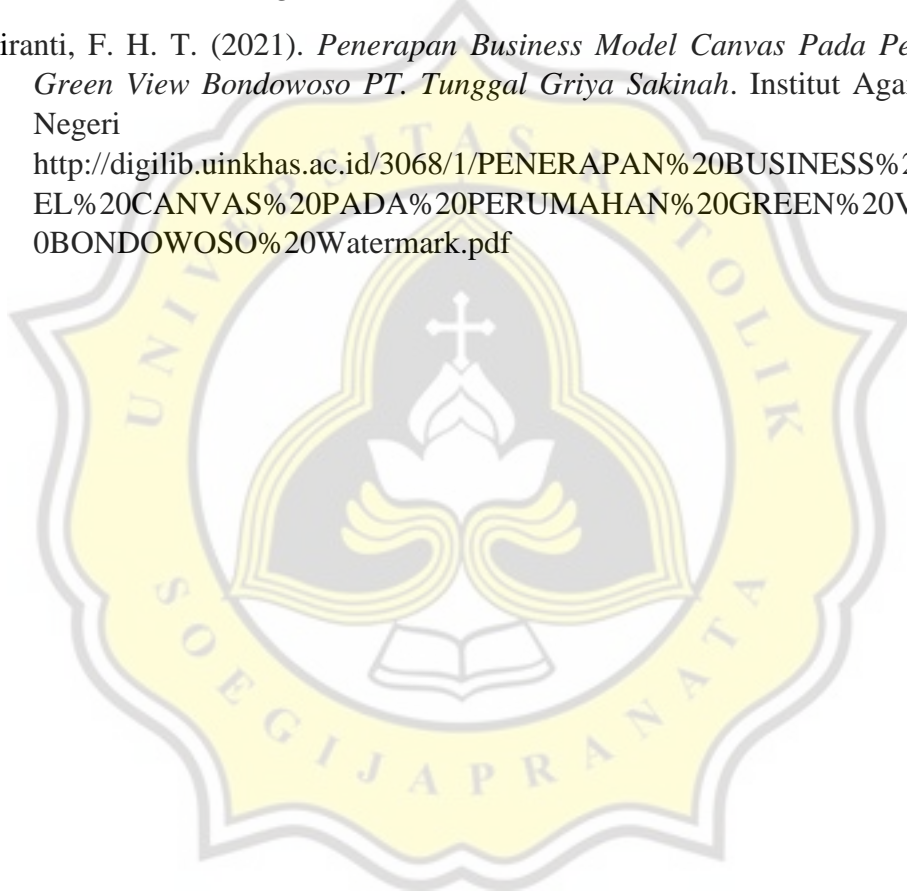 iranti, F. H. T. (2021). Penerapan Business Model Canvas Pada Pe
Green View Bondowoso PT. Tunggal Griya Sakinah. Institut Aga
Negeri
http://digilib.uinkhas.ac.id/3068/1/PENERAPAN%20BUSINESS%2
EL%20CANVAS%20PADA%20PERUMAHAN%20GREEN%20V
0BONDOWOSO%20Watermark.pdf
UNIVERSITAS KATOLIK
SOEGIJAPRANATA